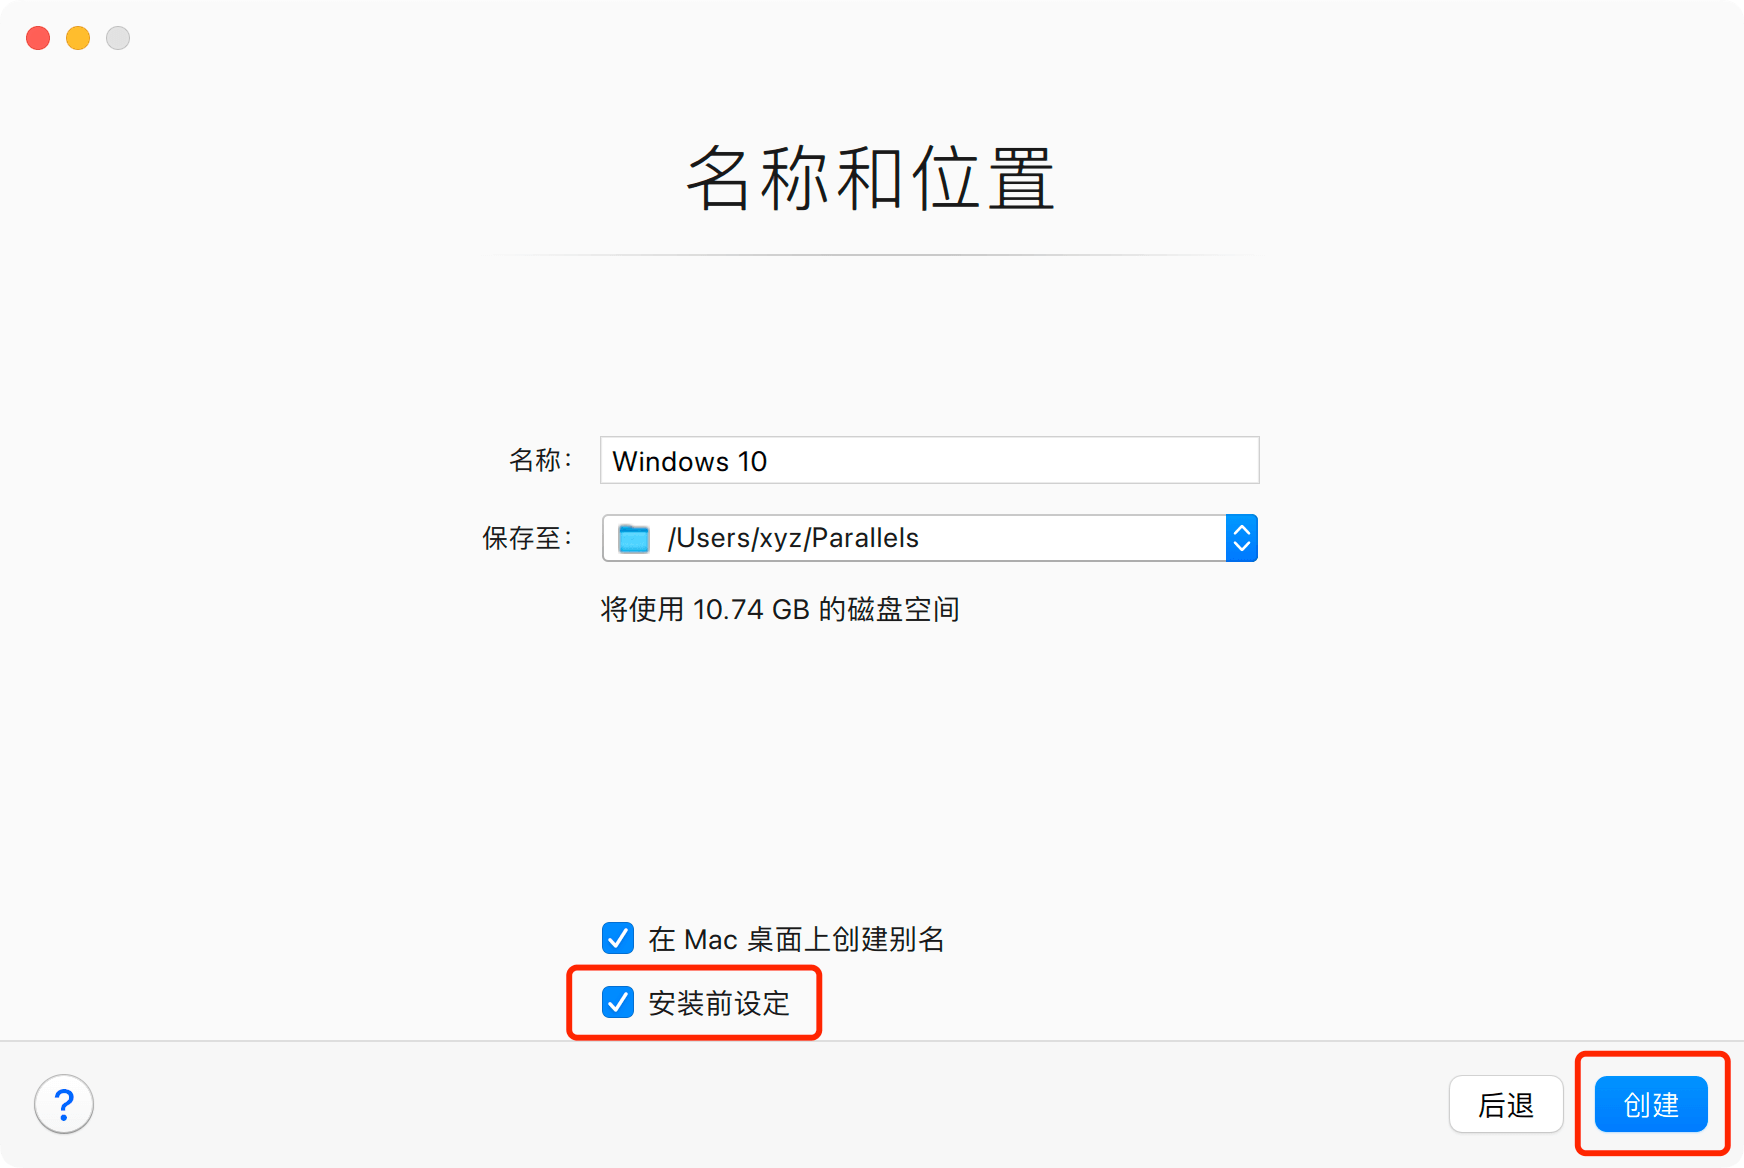 名称和位置
名称：
Windows 10
保存至：
/Users/xyz/Parallels
将使用 10.74 GB 的磁盘空间
在 Mac 桌面上创建别名
安装前设定
?
后退
创建